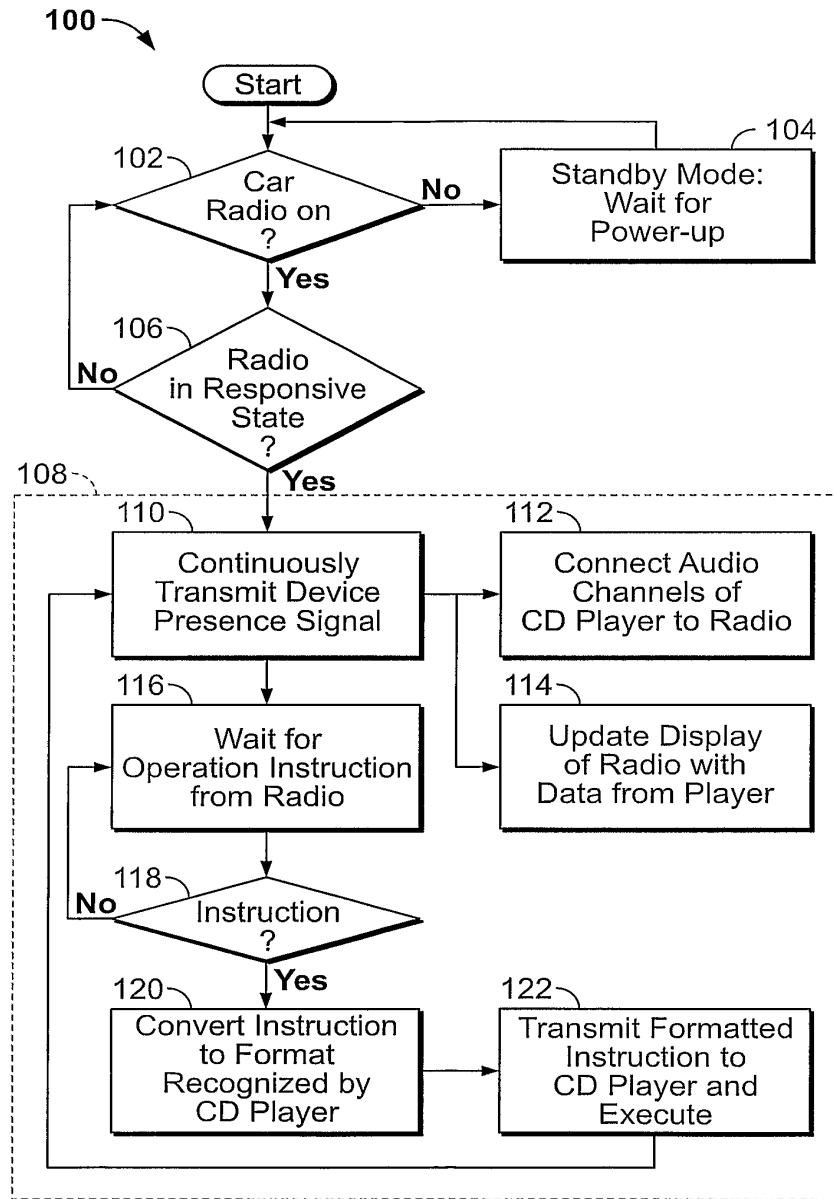 100
Start
102
Car
Radio on
?
No
104
Standby Mode:
Wait for
Power-up
Yes
106
Radio
in Responsive
State
?
No
Yes
108
110
Continuously
Transmit Device
Presence Signal
112
Connect Audio
Channels of
CD Player to Radio
116
Wait for
Operation Instruction
from Radio
114
Update Display
of Radio with
Data from Player
118
Instruction
?
No
Yes
120
Convert Instruction
to Format
Recognized by
CD Player
122
Transmit Formatted
Instruction to
CD Player and
Execute